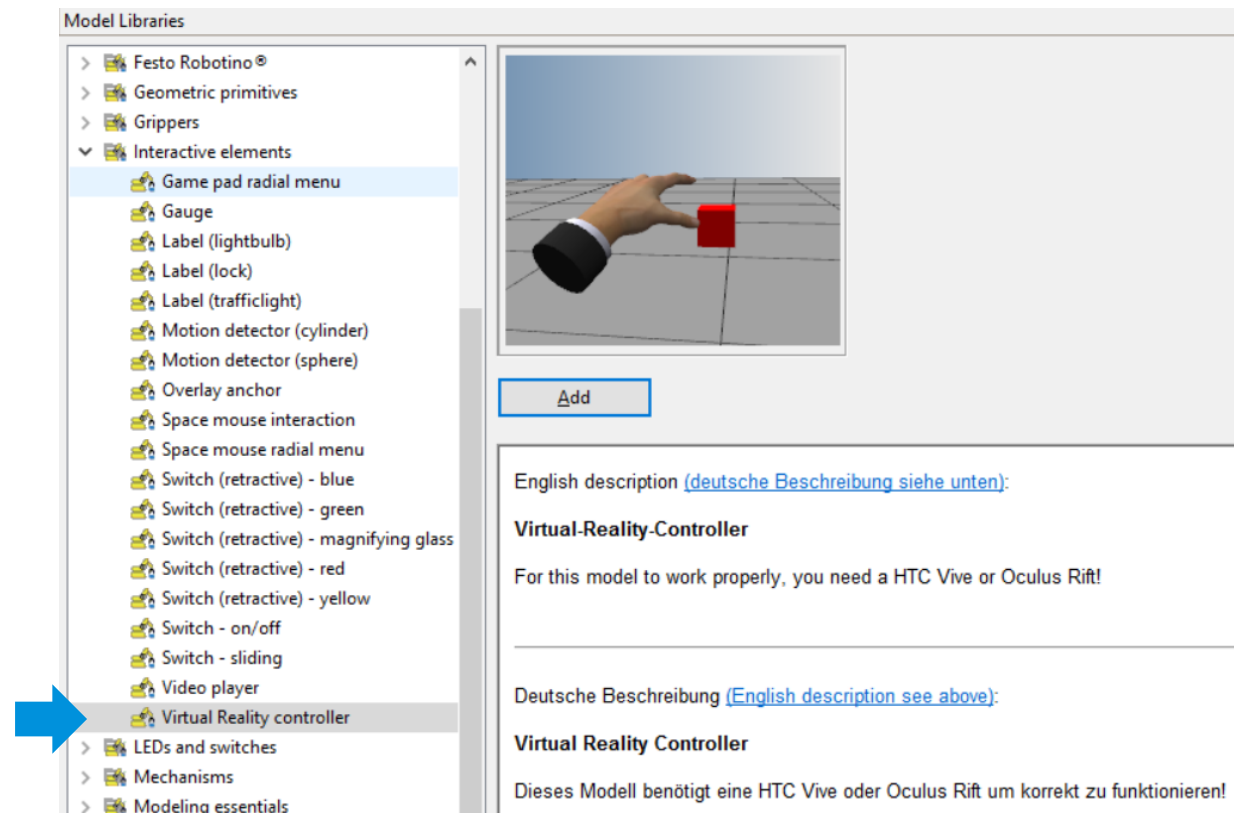 Model Libraries
Festo Robotino®
Geometric primitives
Grippers
Interactive elements
Game pad radial menu
Gauge
Label (lightbulb)
Label (lock)
Label (trafficlight)
Motion detector (cylinder)
Motion detector (sphere)
Overlay anchor
Space mouse interaction
Space mouse radial menu
Switch (retractive) - blue
Switch (retractive) - green
Switch (retractive) - magnifying glass
Switch (retractive) - red
Switch (retractive) - yellow
Switch - on/off
Switch - sliding
Video player
Virtual Reality controller
LEDs and switches
Mechanisms
Modeling essentials
Add
English description (deutsche Beschreibung siehe unten):
Virtual-Reality-Controller
For this model to work properly, you need a HTC Vive or Oculus Rift!
Deutsche Beschreibung (English description see above):
Virtual Reality Controller
Dieses Modell benötigt eine HTC Vive oder Oculus Rift um korrekt zu funktionieren!